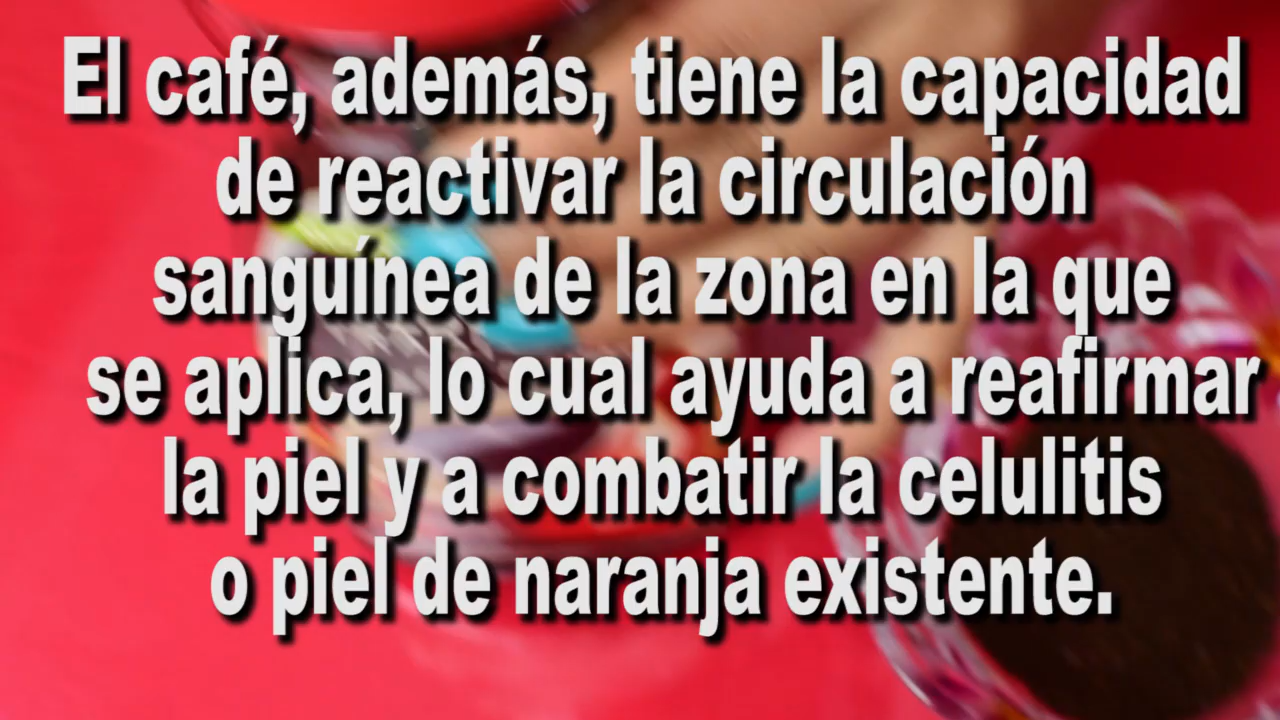 El café, además, tiene la capacidad
de reactivar la circulación
sanguínea de la zona en la que
se aplica, lo cual ayuda a reafirmar
la piel y a combatir la celulitis
o piel de naranja existente.